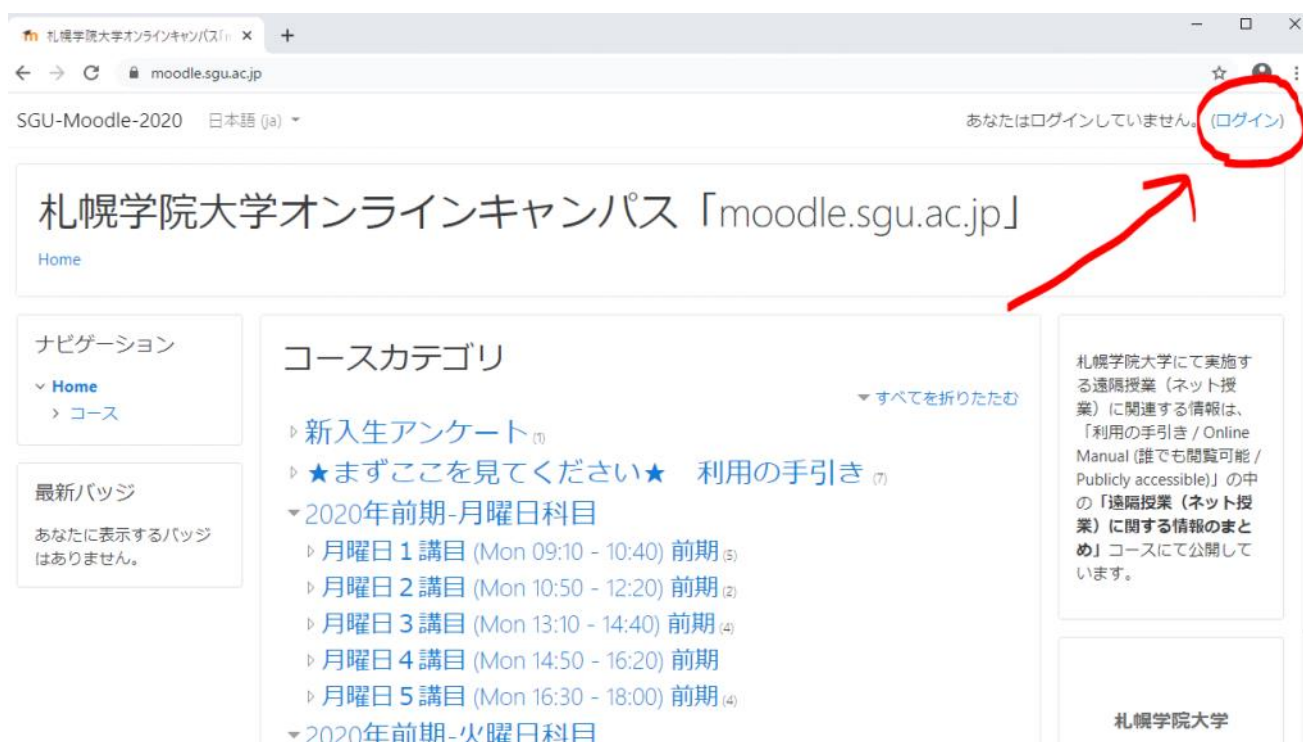 札幌学院大学オンラインキャンパス「m
moodle.sgu.ac.jp
SGU-Moodle-2020 日本語 (ja)
あなたはログインしていません。 (ログイン)
札幌学院大学オンラインキャンパス「moodle.sgu.ac.jp」
Home
ナビゲーション
Home
コース
最新バッジ
あなたに表示するバッジ
はありません。
コースカテゴリ
すべてを折りたたむ
新入生アンケート (1)
★まずここを見てください★ 利用の手引き (7)
2020年前期-月曜日科目
月曜日1講目 (Mon 09:10 - 10:40) 前期 (5)
月曜日2講目 (Mon 10:50 - 12:20) 前期 (2)
月曜日3講目 (Mon 13:10 - 14:40) 前期 (4)
月曜日4講目 (Mon 14:50 - 16:20) 前期
月曜日5講目 (Mon 16:30 - 18:00) 前期 (4)
2020年前期-火曜日科目
札幌学院大学にて実施す
る遠隔授業（ネット授
業）に関連する情報は、
「利用の手引き / Online
Manual (誰でも閲覧可能 /
Publicly accessible)」の中
の「遠隔授業（ネット授
業）に関する情報のまと
め」コースにて公開して
います。
札幌学院大学